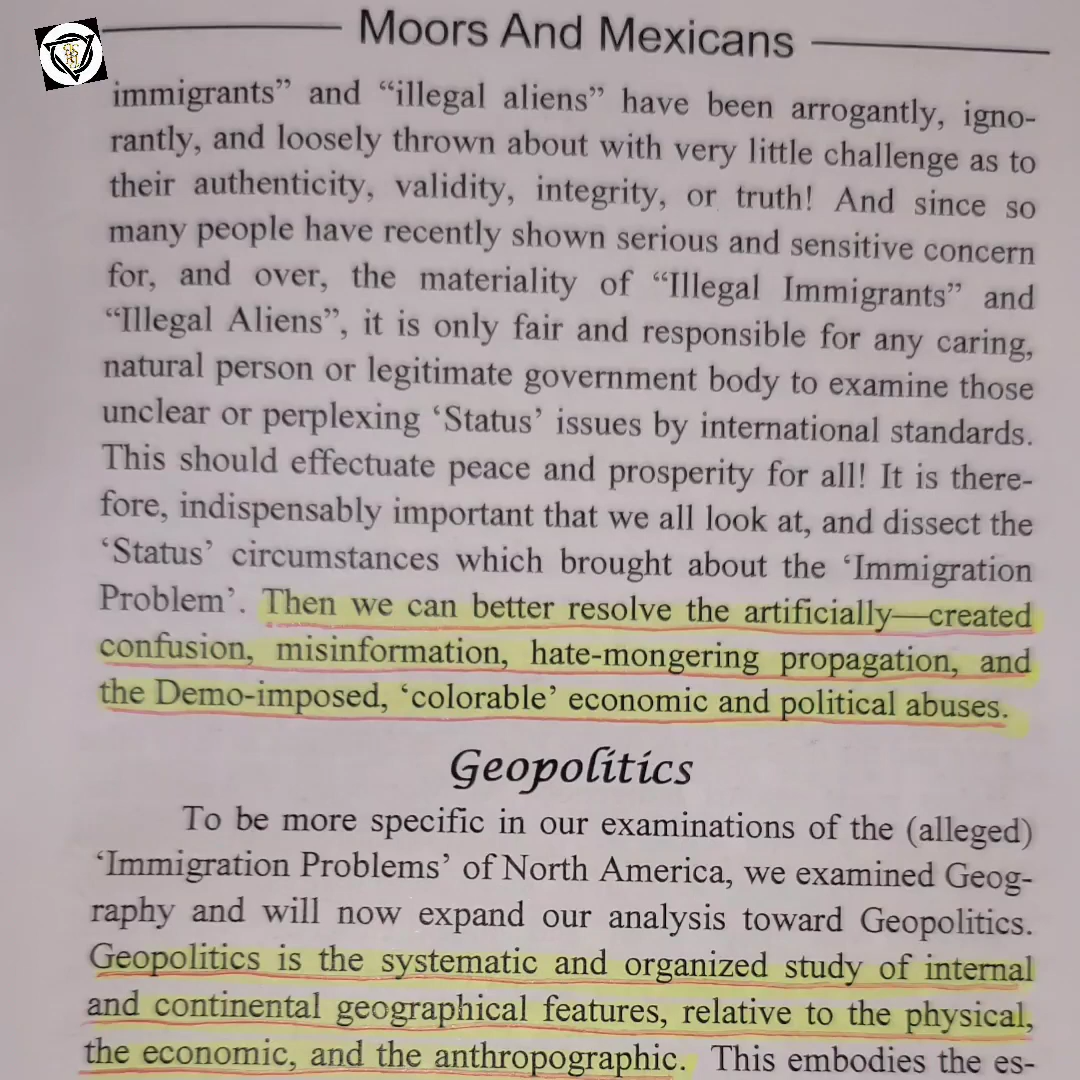 Moors And Mexicans
immigrants” and “illegal aliens” have been arrogantly, igno-
rantly, and loosely thrown about with very little challenge as to
their authenticity, validity, integrity, or truth! And since so
many people have recently shown serious and sensitive concern
for, and over, the materiality of “Illegal Immigrants” and
“Illegal Aliens”, it is only fair and responsible for any caring,
natural person or legitimate government body to examine those
unclear or perplexing ‘Status’ issues by international standards.
This should effectuate peace and prosperity for all! It is there-
fore, indispensably important that we all look at, and dissect the
‘Status’ circumstances which brought about the ‘Immigration
Problem’. Then we can better resolve the artificially—created
confusion, misinformation, hate-mongering propagation, and
the Demo-imposed, ‘colorable’ economic and political abuses.
Geopolitics
To be more specific in our examinations of the (alleged)
‘Immigration Problems’ of North America, we examined Geog-
raphy and will now expand our analysis toward Geopolitics.
Geopolitics is the systematic and organized study of internal
and continental geographical features, relative to the physical,
the economic, and the anthropographic. This embodies the es-